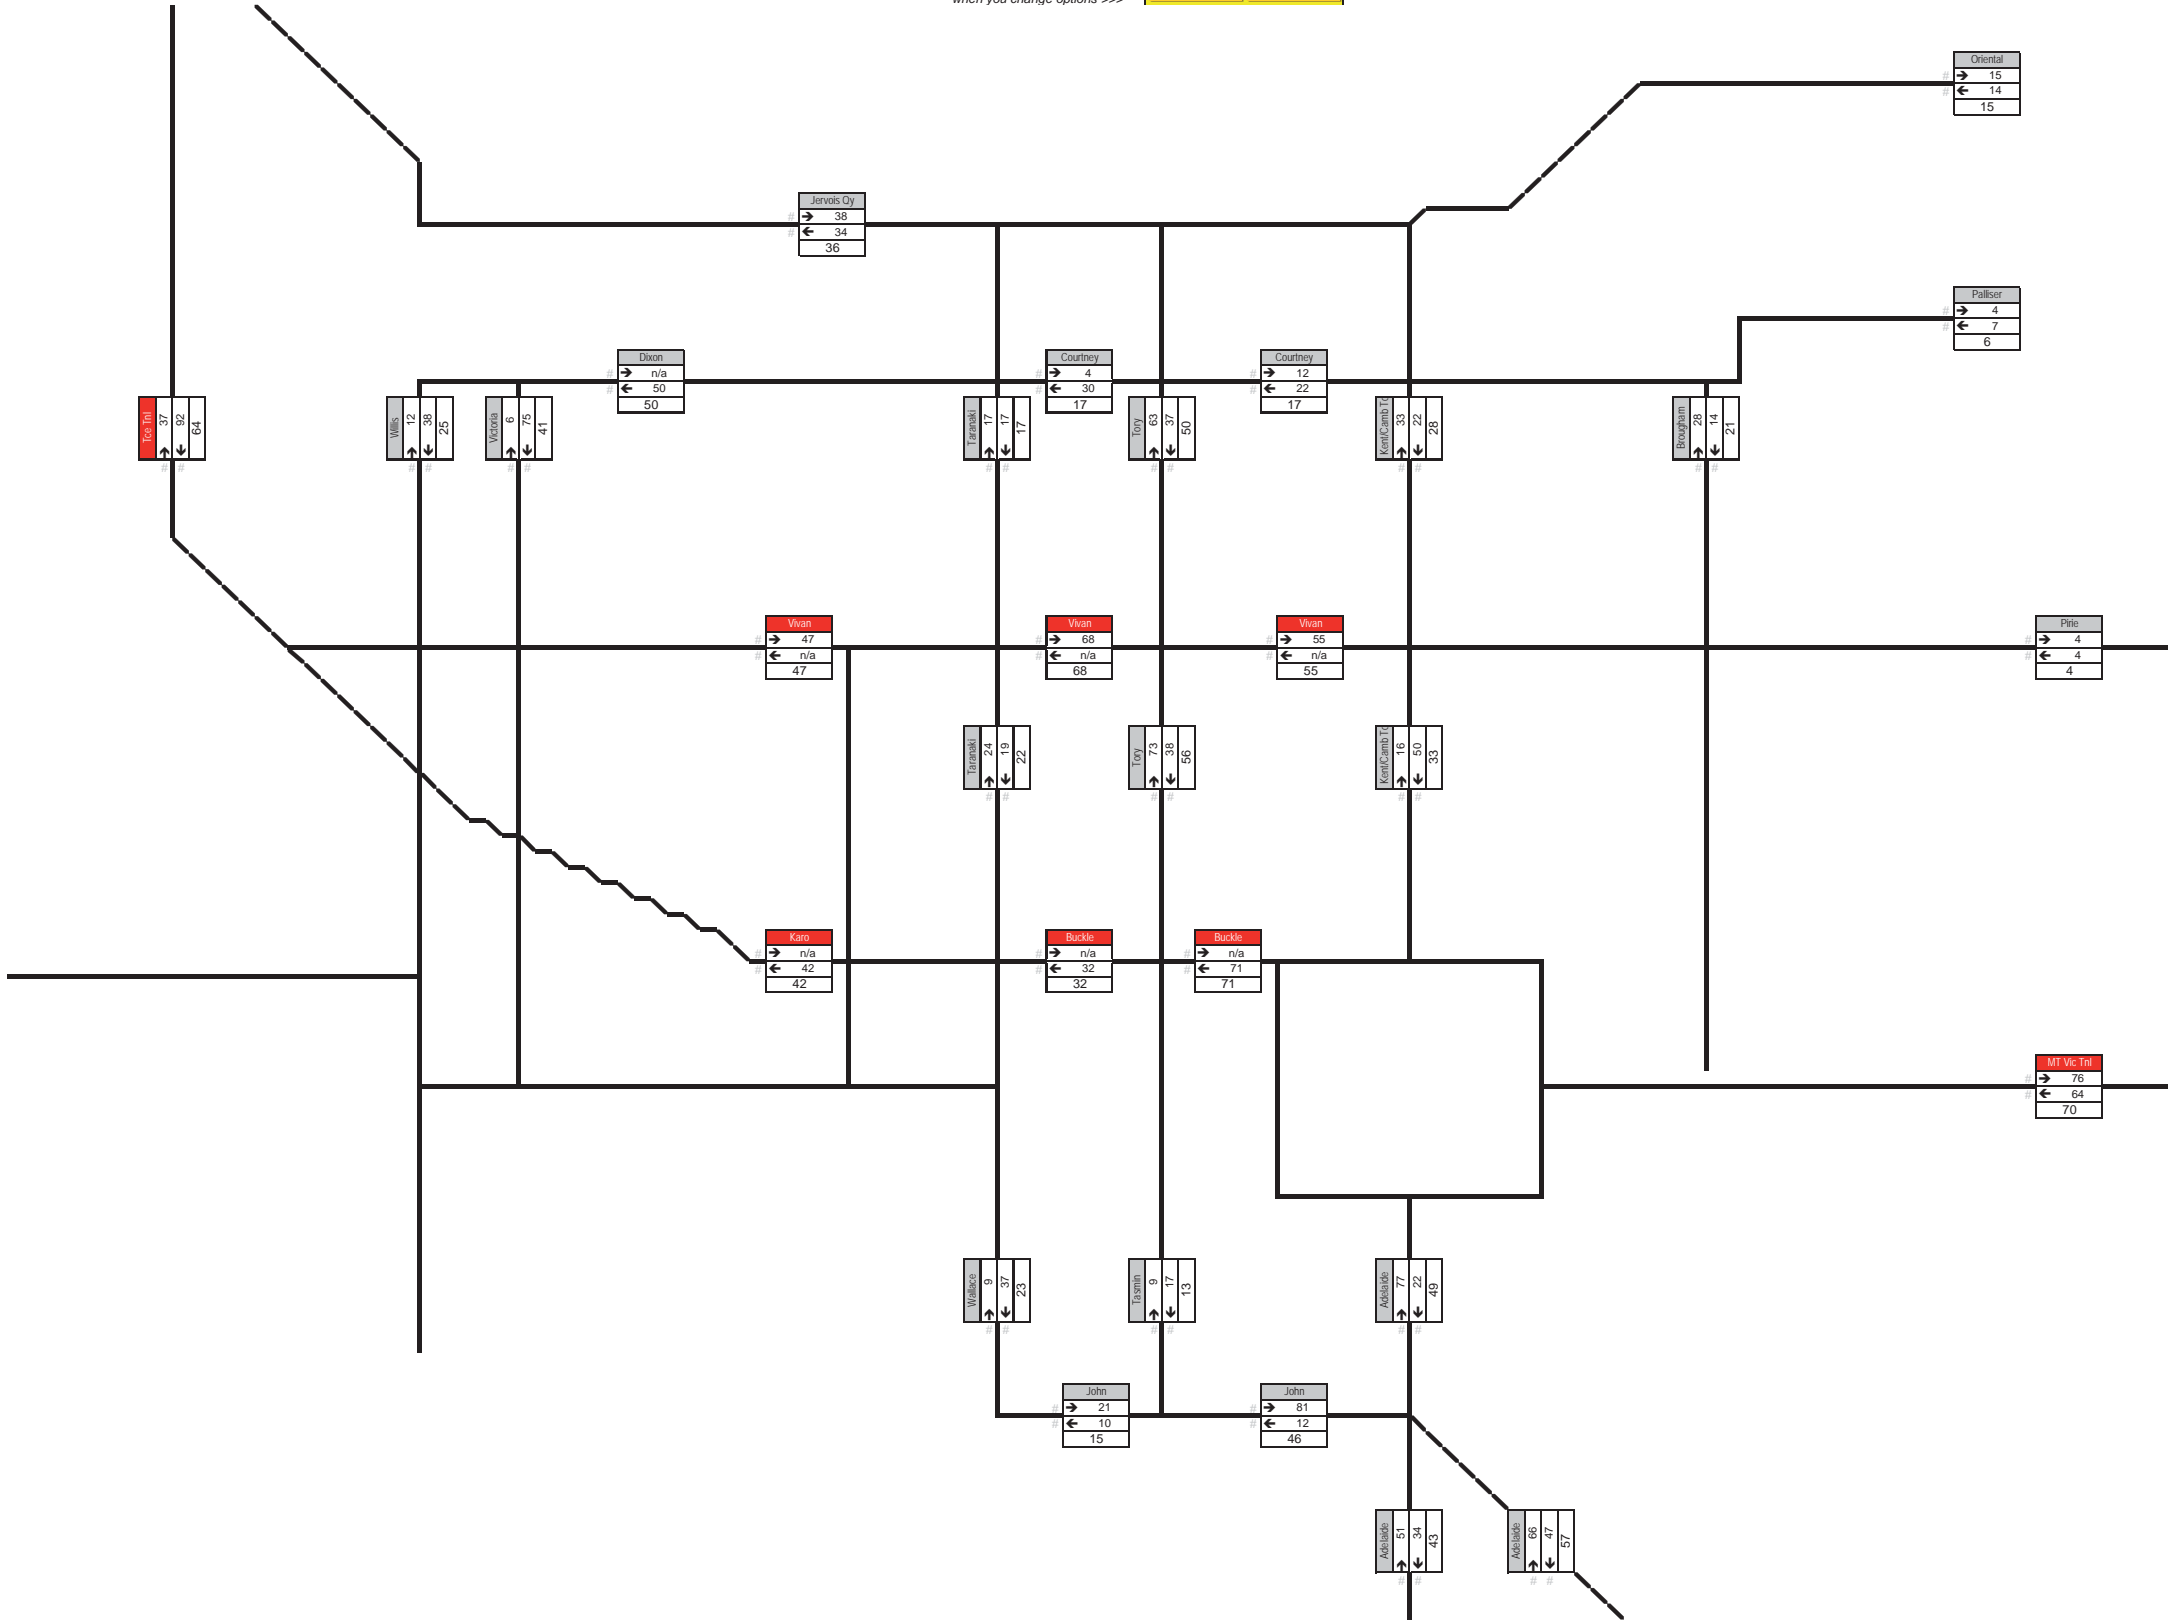 when you change options >>>
Oriental
# → 15
# ← 14
15
Jervois Qy
# → 38
# ← 34
36
Palliser
# → 4
# ← 7
6
Dixon
# → n/a
# ← 50
50
Courtney
# → 4
# ← 30
17
Courtney
# → 12
# ← 22
17
Tce Tnl
# ↑ 37
# ↓ 92
64
Willis
# ↑ 12
# ↓ 38
25
Victoria
# ↑ 6
# ↓ 75
41
Taranaki
# ↑ 17
# ↓ 17
17
Tory
# ↑ 63
# ↓ 37
50
Kent/Camb Tc
# ↑ 33
# ↓ 22
28
Brougham
# ↑ 28
# ↓ 14
21
Vivan
# → 47
# ← n/a
47
Vivan
# → 68
# ← n/a
68
Vivan
# → 55
# ← n/a
55
Pirie
# → 4
# ← 4
4
Taranaki
# ↑ 24
# ↓ 19
22
Tory
# ↑ 73
# ↓ 38
56
Kent/Camb Tc
# ↑ 16
# ↓ 50
33
Karo
# → n/a
# ← 42
42
Buckle
# → n/a
# ← 32
32
Buckle
# → n/a
# ← 71
71
MT Vic Tnl
# → 76
# ← 64
70
Wallace
# ↑ 9
# ↓ 37
23
Tasmin
# ↑ 9
# ↓ 17
13
Adelaide
# ↑ 77
# ↓ 22
49
John
# → 21
# ← 10
15
John
# → 81
# ← 12
46
Adelaide
# ↑ 51
# ↓ 34
43
Adelaide
# ↑ 66
# ↓ 47
57